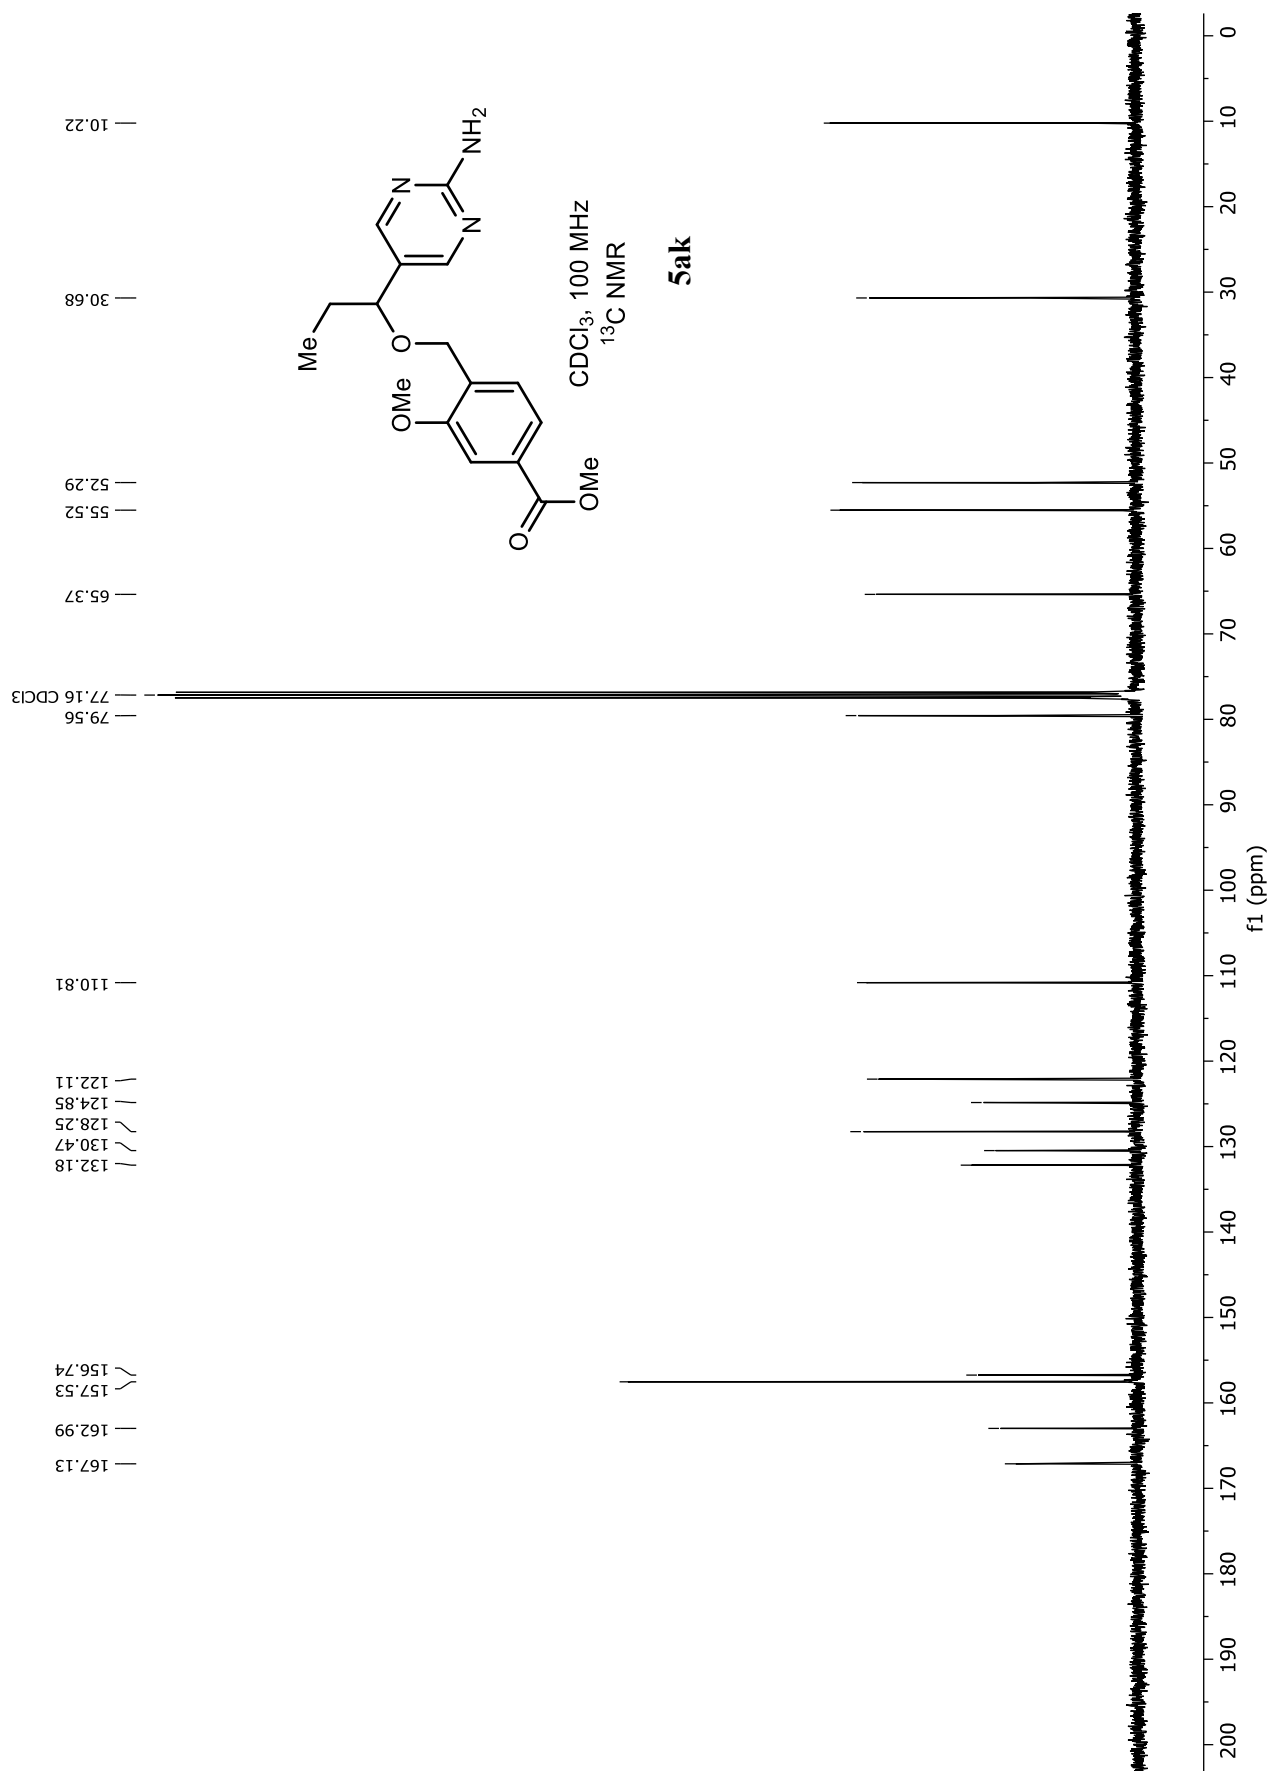 167.13
162.99
157.53
156.74
132.18
130.47
128.25
124.85
122.11
110.81
79.56
77.16 CDCl3
65.37
55.52
52.29
30.68
10.22
Me
O
OMe
N
N
NH₂
O
OMe
CDCl₃, 100 MHz
¹³C NMR
5ak
200 190 180 170 160 150 140 130 120 110 100 90 80 70 60 50 40 30 20 10 0
f1 (ppm)